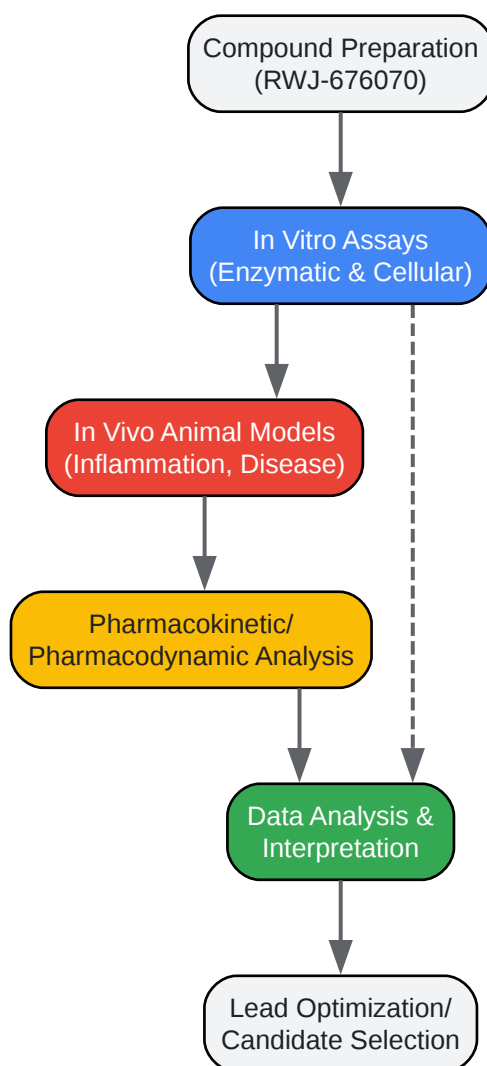 Compound Preparation
(RWJ-676070)
In Vitro Assays
(Enzymatic & Cellular)
In Vivo Animal Models
(Inflammation, Disease)
Pharmacokinetic/
Pharmacodynamic Analysis
Data Analysis &
Interpretation
Lead Optimization/
Candidate Selection